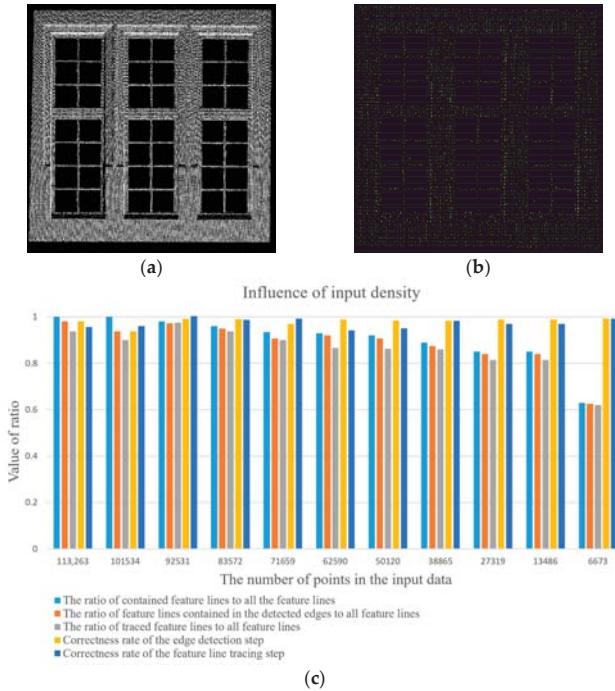 (a)
(b)
Influence of input density
Value of ratio
1
0.8
0.6
0.4
0.2
0
113,263 101534 92531 83572 71659 62590 50120 38865 27319 13486 6673
The number of points in the input data
The ratio of contained feature lines to all the feature lines
The ratio of feature lines contained in the detected edges to all feature lines
The ratio of traced feature lines to all feature lines
Correctness rate of the edge detection step
Correctness rate of the feature line tracing step
(c)